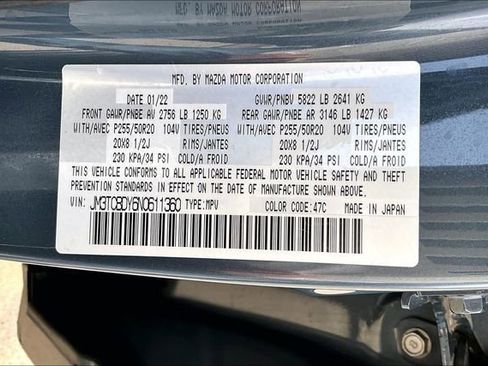 MFD. BY MAZDA MOTOR CORPORATION
DATE 01/22 GVWR/PNBV 5822 LB 2641 KG
FRONT GAWR/PNBE AV 2756 LB 1250 KG REAR GAWR/PNBE AR 3146 LB 1427 KG
WITH/AVEC P255/50R20 104V TIRES/PNEUS WITH/AVEC P255/50R20 104V TIRES/PNEUS
20X8 1/2J RIMS/JANTES 20X8 1/2J RIMS/JANTES
230 KPA/34 PSI COLD/A FROID 230 KPA/34 PSI COLD/A FROID
THIS VEHICLE CONFORMS TO ALL APPLICABLE FEDERAL MOTOR VEHICLE SAFETY AND THEFT
PREVENTION STANDARDS IN EFFECT ON THE DATE OF MANUFACTURE SHOWN ABOVE.
VIN: JM3TCBDY6N0611360 TYPE:MPV COLOR CODE:47C MADE IN JAPAN